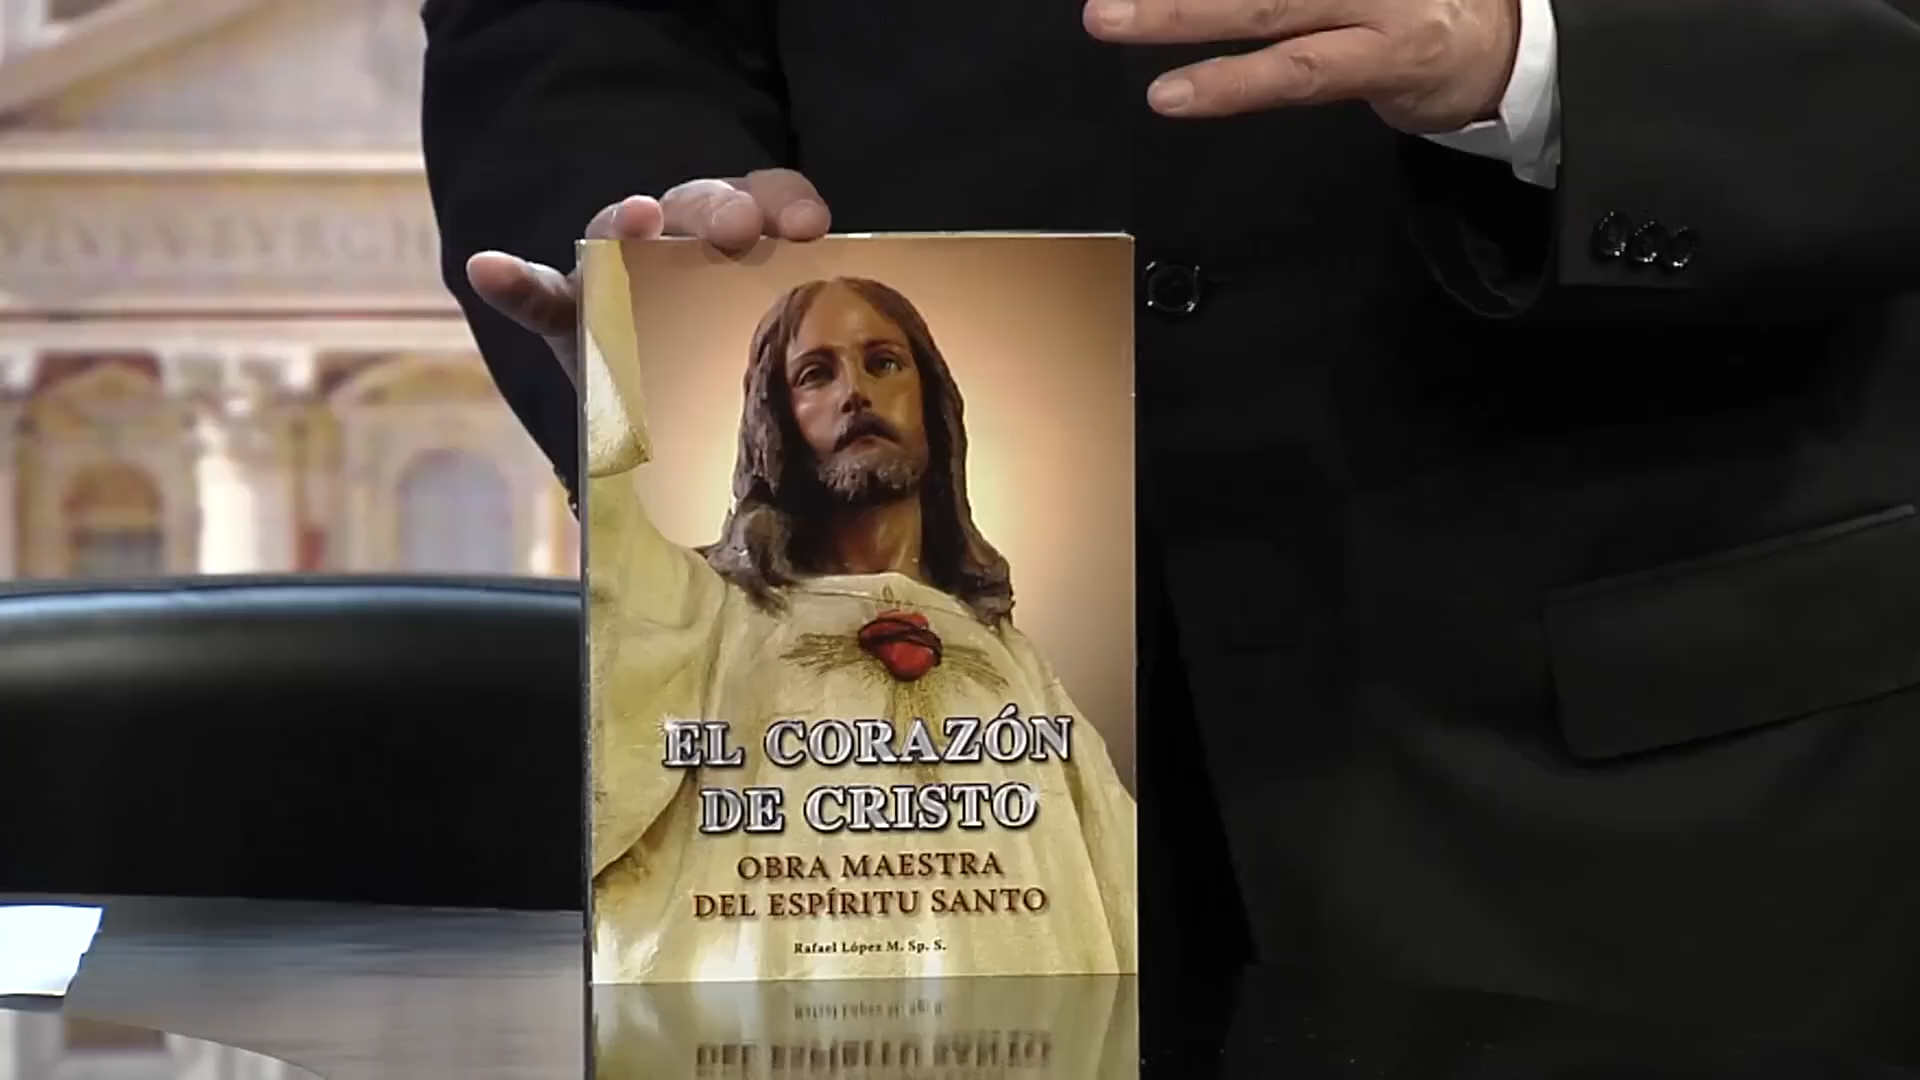 EL CORAZÓN
DE CRISTO
OBRA MAESTRA
DEL ESPÍRITU SANTO
Rafael López M. Sp. S.